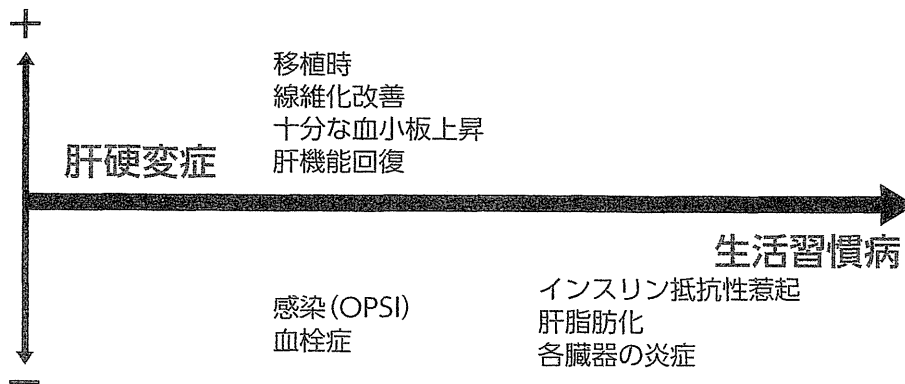 ＋
移植時
線維化改善
十分な血小板上昇
肝機能回復
肝硬変症
生活習慣病
感染(OPSI)
血栓症
インスリン抵抗性惹起
肝脂肪化
各臓器の炎症
−